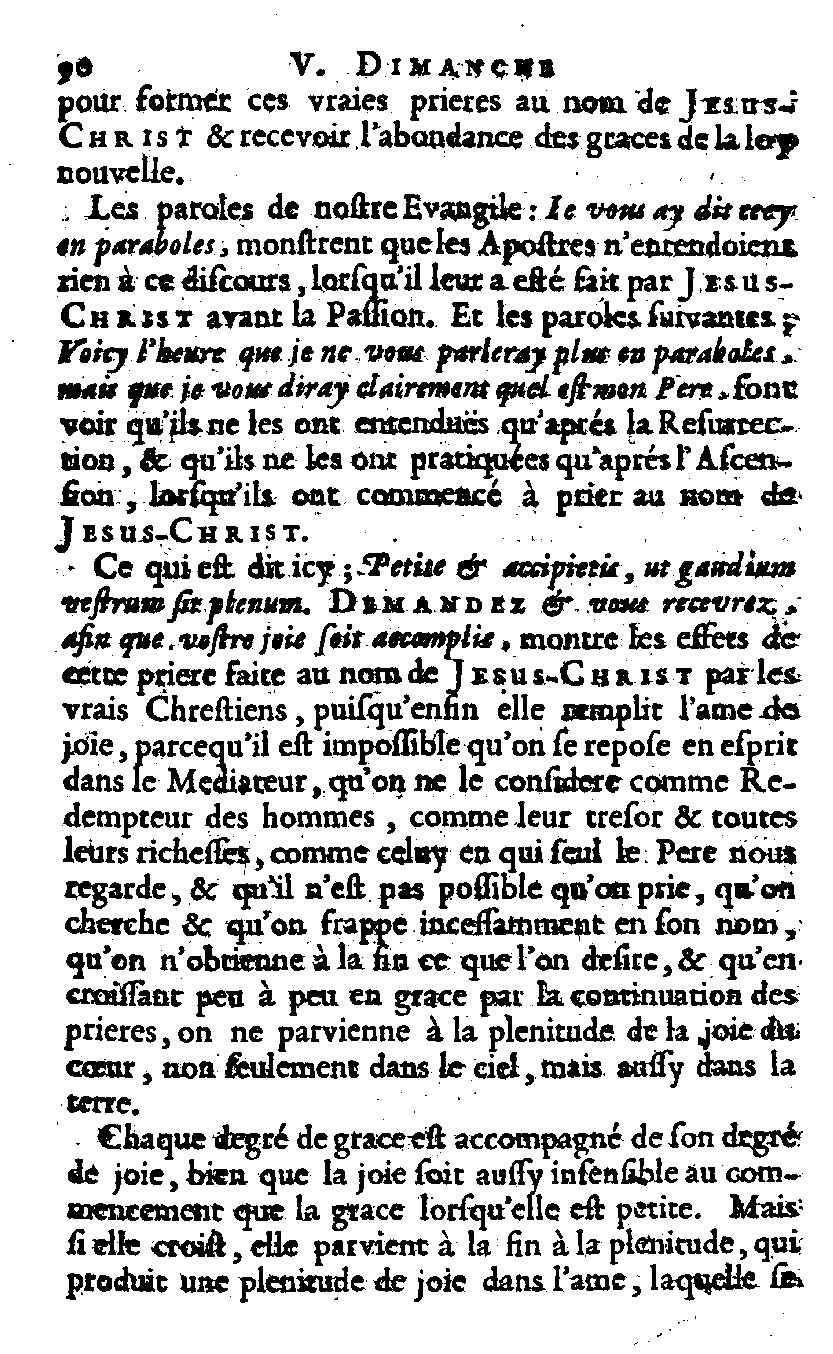 90 V. DIMANCHE
pour former ces vraies prieres au nom de JESUS-
CHRIST & recevoir l'abondance des graces de la loy
nouvelle.
Les paroles de noſtre Evangile : Ie vous ay dit cecy
en paraboles, monſtrent que les Apoſtres n'entendoient
rien à ce diſcours, lorſqu'il leur a eſté fait par JESUS-
CHRIST avant la Paſſion. Et les paroles ſuivantes ;
Voicy l'heure que je ne vous parleray plus en paraboles,
mais que je vous diray clairement quel eſt mon Pere, font
voir qu'ils ne les ont entenduës qu'aprés la Reſurrec-
tion, & qu'ils ne les ont pratiquées qu'aprés l'Aſcen-
ſion, lorſqu'ils ont commencé à prier au nom de
JESUS-CHRIST.
Ce qui eſt dit icy ; Petite & accipietis, ut gaudium
veſtrum ſit plenum. DEMANDEZ & vous recevrez,
afin que voſtre joie ſoit accomplie, montre les effets de
cette priere faite au nom de JESUS-CHRIST par les
vrais Chreſtiens, puiſqu'enfin elle remplit l'ame de
joie, parcequ'il eſt impoſſible qu'on ſe repoſe en eſprit
dans le Mediateur, qu'on ne le conſidere comme Re-
dempteur des hommes, comme leur treſor & toutes
leurs richeſſes, comme celuy en qui ſeul le Pere nous
regarde, & qu'il n'eſt pas poſſible qu'on prie, qu'on
cherche & qu'on frappe inceſſamment en ſon nom,
qu'on n'obtienne à la fin ce que l'on deſire, & qu'en
croiſſant peu à peu en grace par la continuation des
prieres, on ne parvienne à la plenitude de la joie du
cœur, non ſeulement dans le ciel, mais auſſy dans la
terre.
Chaque degré de grace eſt accompagné de ſon degré
de joie, bien que la joie ſoit auſſy inſenſible au com-
mencement que la grace lorſqu'elle eſt petite. Mais
ſi elle croiſt, elle parvient à la fin à la plenitude, qui
produit une plenitude de joie dans l'ame, laquelle ſe